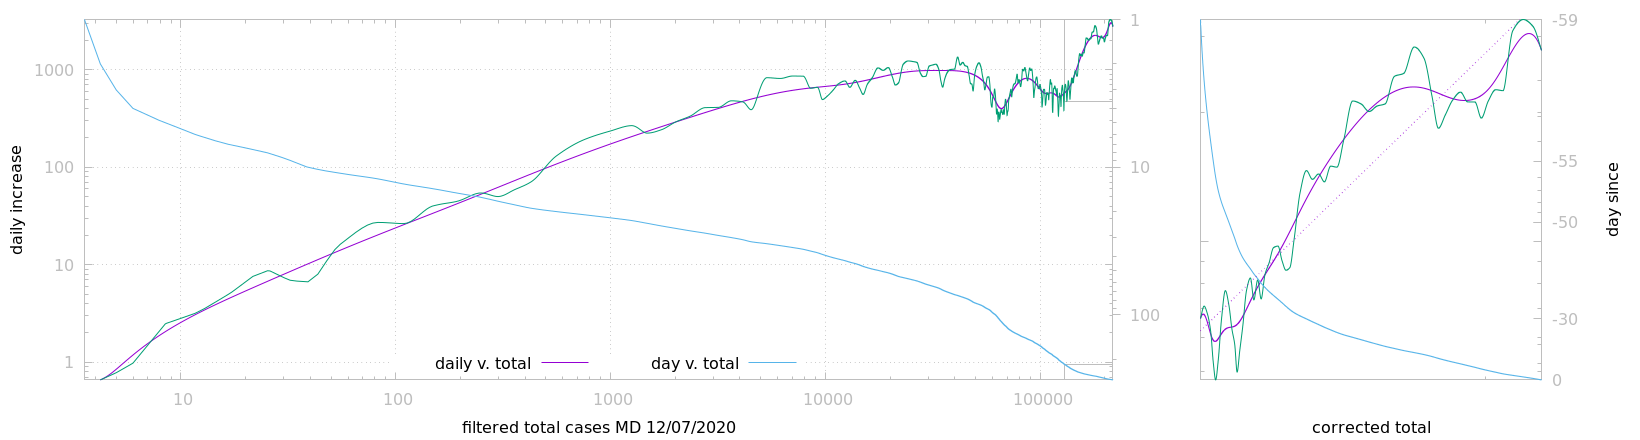 1000
100
10
1
daily increase
1
10
100
daily v. total
day v. total
10
100
1000
10000
100000
filtered total cases MD 12/07/2020
-59
-55
-50
-30
0
day since
corrected total